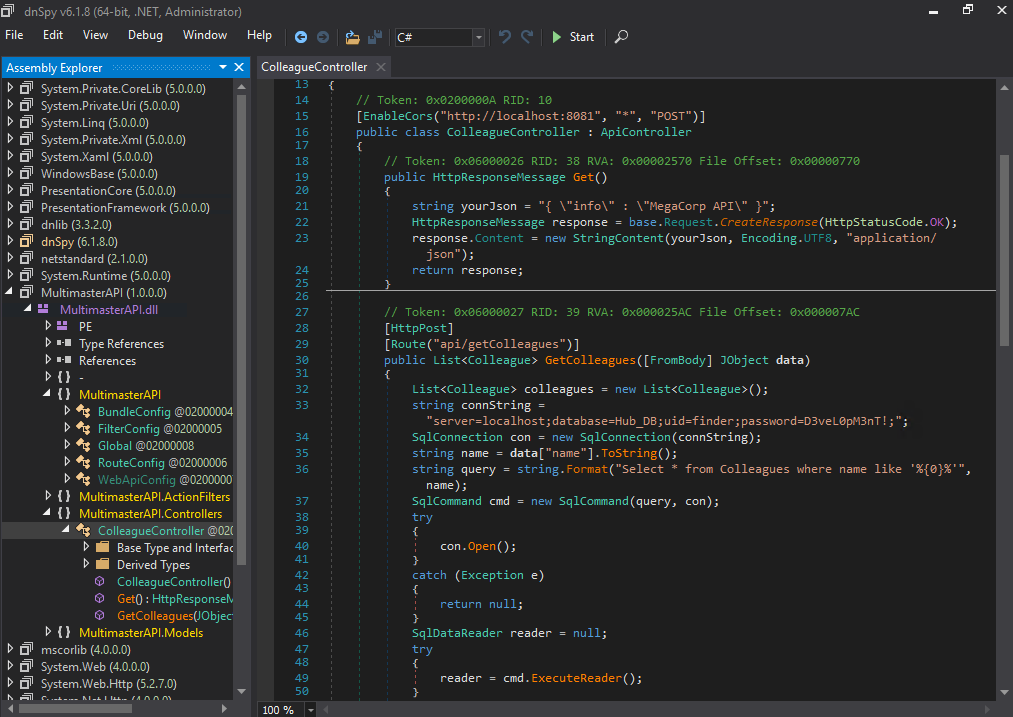 dnSpy v6.1.8 (64-bit, .NET, Administrator)
File Edit View Debug Window Help C# Start
Assembly Explorer
System.Private.CoreLib (5.0.0.0)
System.Private.Uri (5.0.0.0)
System.Linq (5.0.0.0)
System.Private.Xml (5.0.0.0)
System.Xaml (5.0.0.0)
WindowsBase (5.0.0.0)
PresentationCore (5.0.0.0)
PresentationFramework (5.0.0.0)
dnlib (3.3.2.0)
dnSpy (6.1.8.0)
netstandard (2.1.0.0)
System.Runtime (5.0.0.0)
MultimasterAPI (1.0.0.0)
MultimasterAPI.dll
PE
Type References
References
{ } -
{ } MultimasterAPI
BundleConfig @02000004
FilterConfig @02000005
Global @02000008
RouteConfig @02000006
WebApiConfig @0200000
{ } MultimasterAPI.ActionFilters
{ } MultimasterAPI.Controllers
ColleagueController @020
Base Type and Interfac
Derived Types
ColleagueController()
Get() : HttpResponseM
GetColleagues(JObject
{ } MultimasterAPI.Models
mscorlib (4.0.0.0)
System.Web (4.0.0.0)
System.Web.Http (5.2.7.0)
System.Net.Http (4.0.0.0)
ColleagueController
13 {
14 // Token: 0x0200000A RID: 10
15 [EnableCors("http://localhost:8081", "*", "POST")]
16 public class ColleagueController : ApiController
17 {
18 // Token: 0x06000026 RID: 38 RVA: 0x00002570 File Offset: 0x00000770
19 public HttpResponseMessage Get()
20 {
21 string yourJson = "{ \"info\" : \"MegaCorp API\" }";
22 HttpResponseMessage response = base.Request.CreateResponse(HttpStatusCode.OK);
23 response.Content = new StringContent(yourJson, Encoding.UTF8, "application/
json");
24 return response;
25 }
26
27 // Token: 0x06000027 RID: 39 RVA: 0x000025AC File Offset: 0x000007AC
28 [HttpPost]
29 [Route("api/getColleagues")]
30 public List<Colleague> GetColleagues([FromBody] JObject data)
31 {
32 List<Colleague> colleagues = new List<Colleague>();
33 string connString =
"server=localhost;database=Hub_DB;uid=finder;password=D3veL0pM3nT!;";
34 SqlConnection con = new SqlConnection(connString);
35 string name = data["name"].ToString();
36 string query = string.Format("Select * from Colleagues where name like '%{0}%'",
name);
37 SqlCommand cmd = new SqlCommand(query, con);
38 try
39 {
40 con.Open();
41 }
42 catch (Exception e)
43 {
44 return null;
45 }
46 SqlDataReader reader = null;
47 try
48 {
49 reader = cmd.ExecuteReader();
50 }
100 %